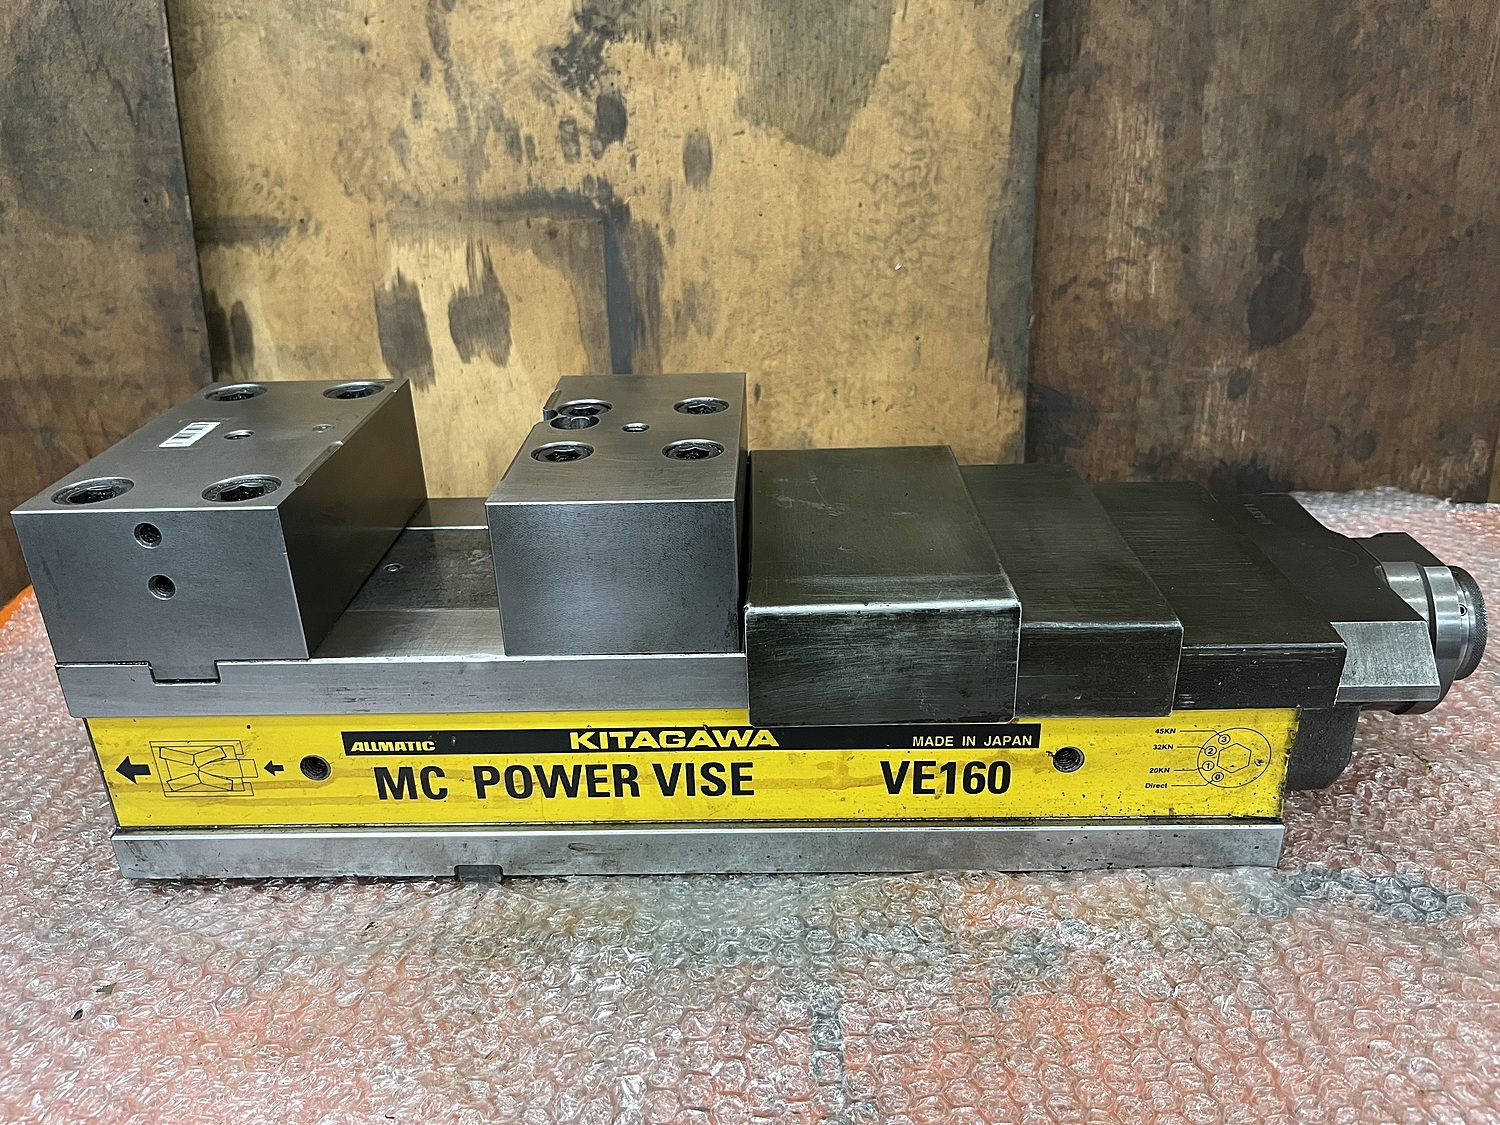 ALLMATIC KITAGAWA MADE IN JAPAN
MC POWER VISE VE160
45KN
32KN
20KN
Direct
3
2
1
0